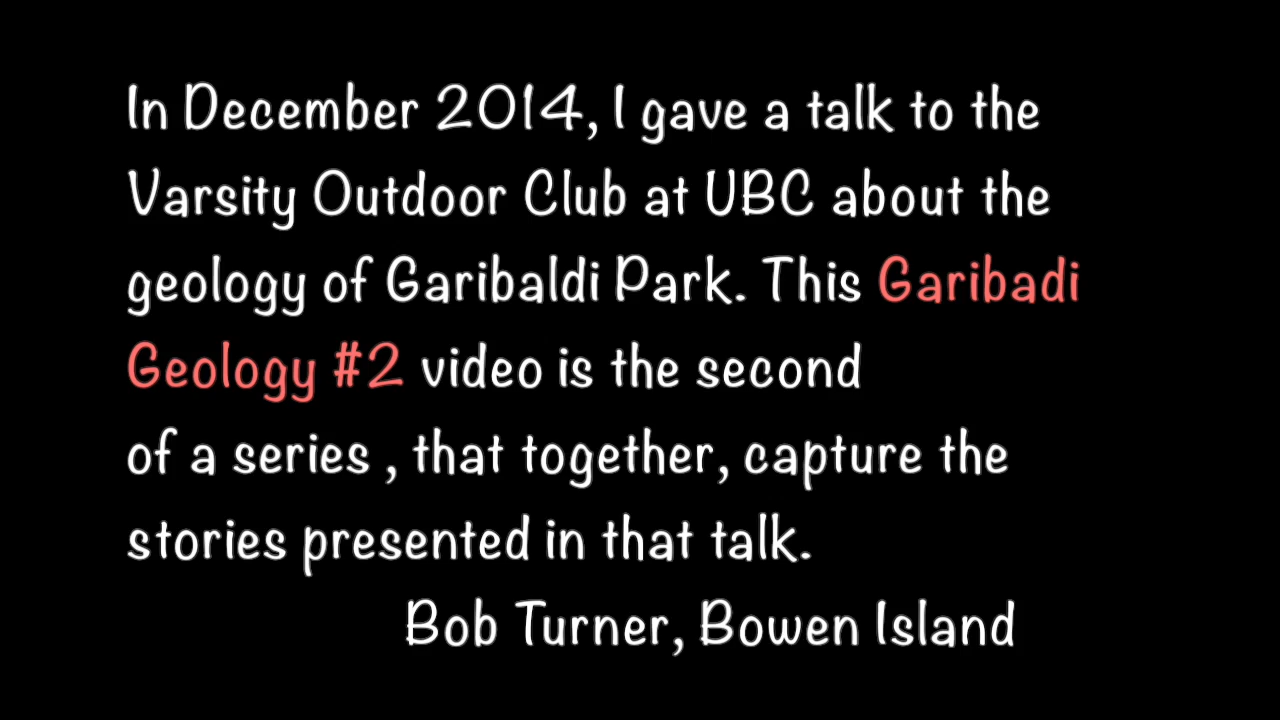 In December 2014, I gave a talk to the
Varsity Outdoor Club at UBC about the
geology of Garibaldi Park. This Garibadi
Geology #2 video is the second
of a series , that together, capture the
stories presented in that talk.
Bob Turner, Bowen Island